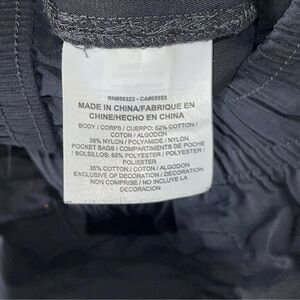 RN#56323 - CA#05553
MADE IN CHINA/FABRIQUE EN
CHINE/HECHO EN CHINA
BODY / CORPS / CUERPO: 62% COTTON /
COTON / ALGODON
38% NYLON / POLYAMIDE / NYLON
POCKET BAGS / COMPARTIMENTS DE POCHE
/ BOLSILLOS: 65% POLYESTER / POLYESTER /
POLIESTER
35% COTTON / COTON / ALGODON
EXCLUSIVE OF DECORATION / DECORATION
NON COMPRISE / NO INCLUIDA LA
DECORACION